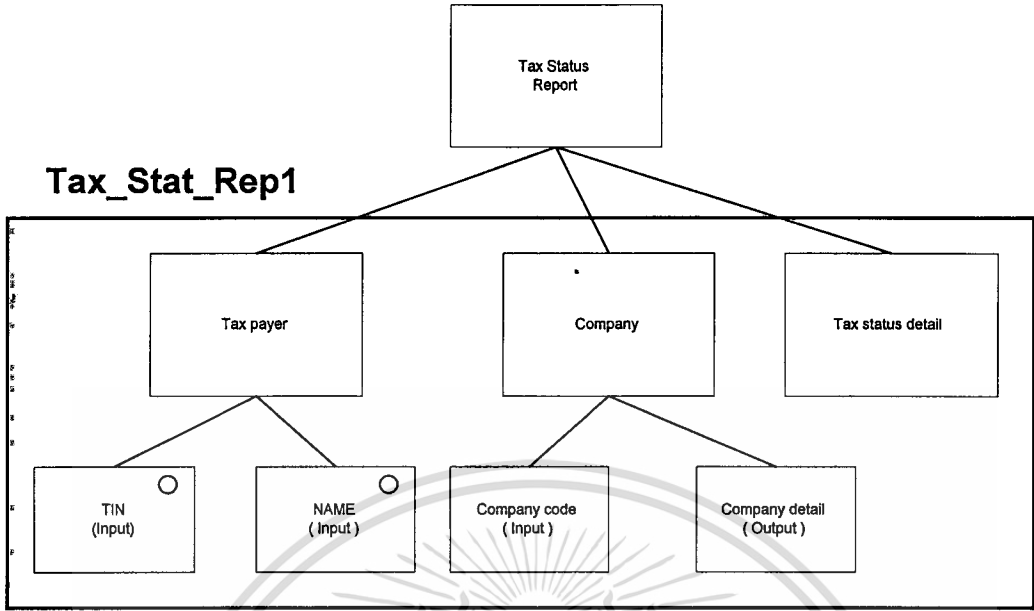 Tax Status
Report
Tax_Stat_Rep1
Tax payer
Company
Tax status detail
TIN
(Input)
NAME
( Input )
Company code
( Input )
Company detail
( Output )